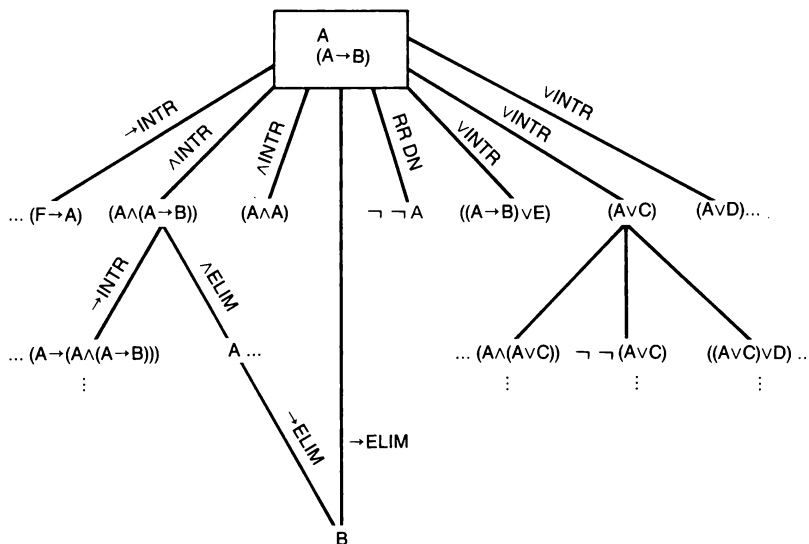 A
(A→B)
→INTR
∧INTR
∧INTR
RR DN
∨INTR
∨INTR
∨INTR
... (F→A) (A∧(A→B)) (A∧A) ¬ ¬ A ((A→B)∨E) (A∨C) (A∨D)...
→INTR
∧ELIM
... (A→(A∧(A→B))) A ... ... (A∧(A∨C)) ¬ ¬ (A∨C) ((A∨C)∨D) ..
⋮ ⋮ ⋮ ⋮
→ELIM
→ELIM
B